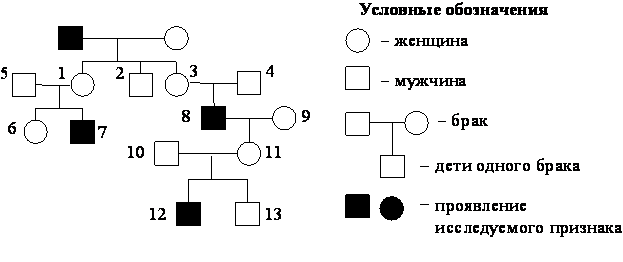 Условные обозначения
– женщина
– мужчина
– брак
– дети одного брака
– проявление
исследуемого признака
5 1 2 3 4
6 7 8 9
10 11
12 13